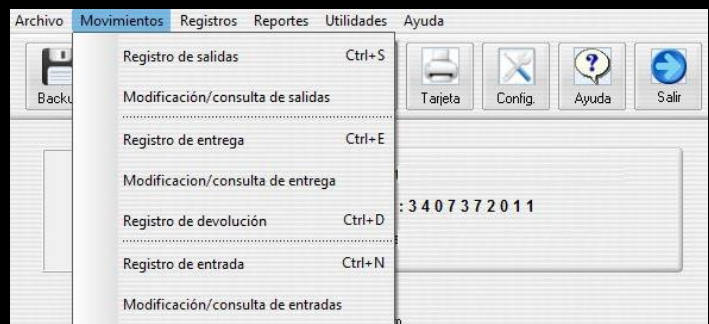 Archivo Movimientos Registros Reportes Utilidades Ayuda
Tarjeta Config. Ayuda Salir
Registro de salidas Ctrl+S
Modificación/consulta de salidas
Registro de entrega Ctrl+E
Modificacion/consulta de entrega
:3407372011
Registro de devolución Ctrl+D
Registro de entrada Ctrl+N
Modificación/consulta de entradas